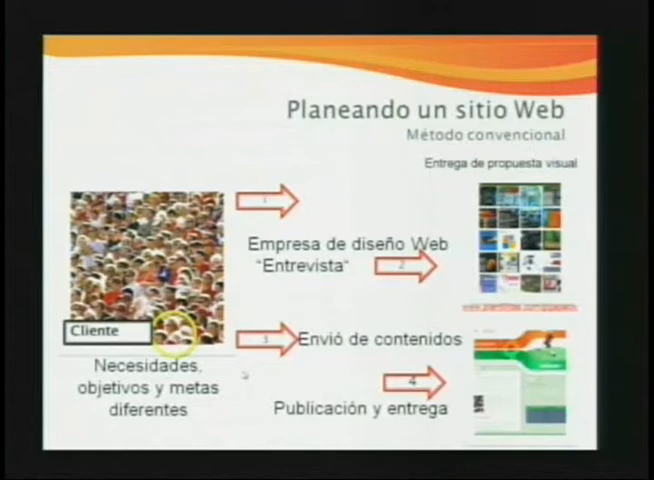 Planeando un sitio Web
Método convencional
Entrega de propuesta visual
1
Empresa de diseño Web
"Entrevista"
2
Cliente
3
Envió de contenidos
Necesidades,
objetivos y metas
diferentes
4
Publicación y entrega